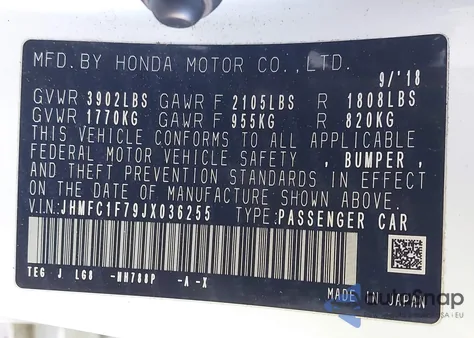 MFD.BY HONDA MOTOR CO.,LTD.
9/'18
GVWR 3902LBS GAWR F 2105LBS R 1808LBS
GVWR 1770KG GAWR F 955KG R 820KG
THIS VEHICLE CONFORMS TO ALL APPLICABLE
FEDERAL MOTOR VEHICLE SAFETY , BUMPER ,
AND THEFT PREVENTION STANDARDS IN EFFECT
ON THE DATE OF MANUFACTURE SHOWN ABOVE.
V.I.N:JHMFC1F79JX036255 TYPE:PASSENGER CAR
TEG J LG8 -NH788P -A -X
MADE IN JAPAN